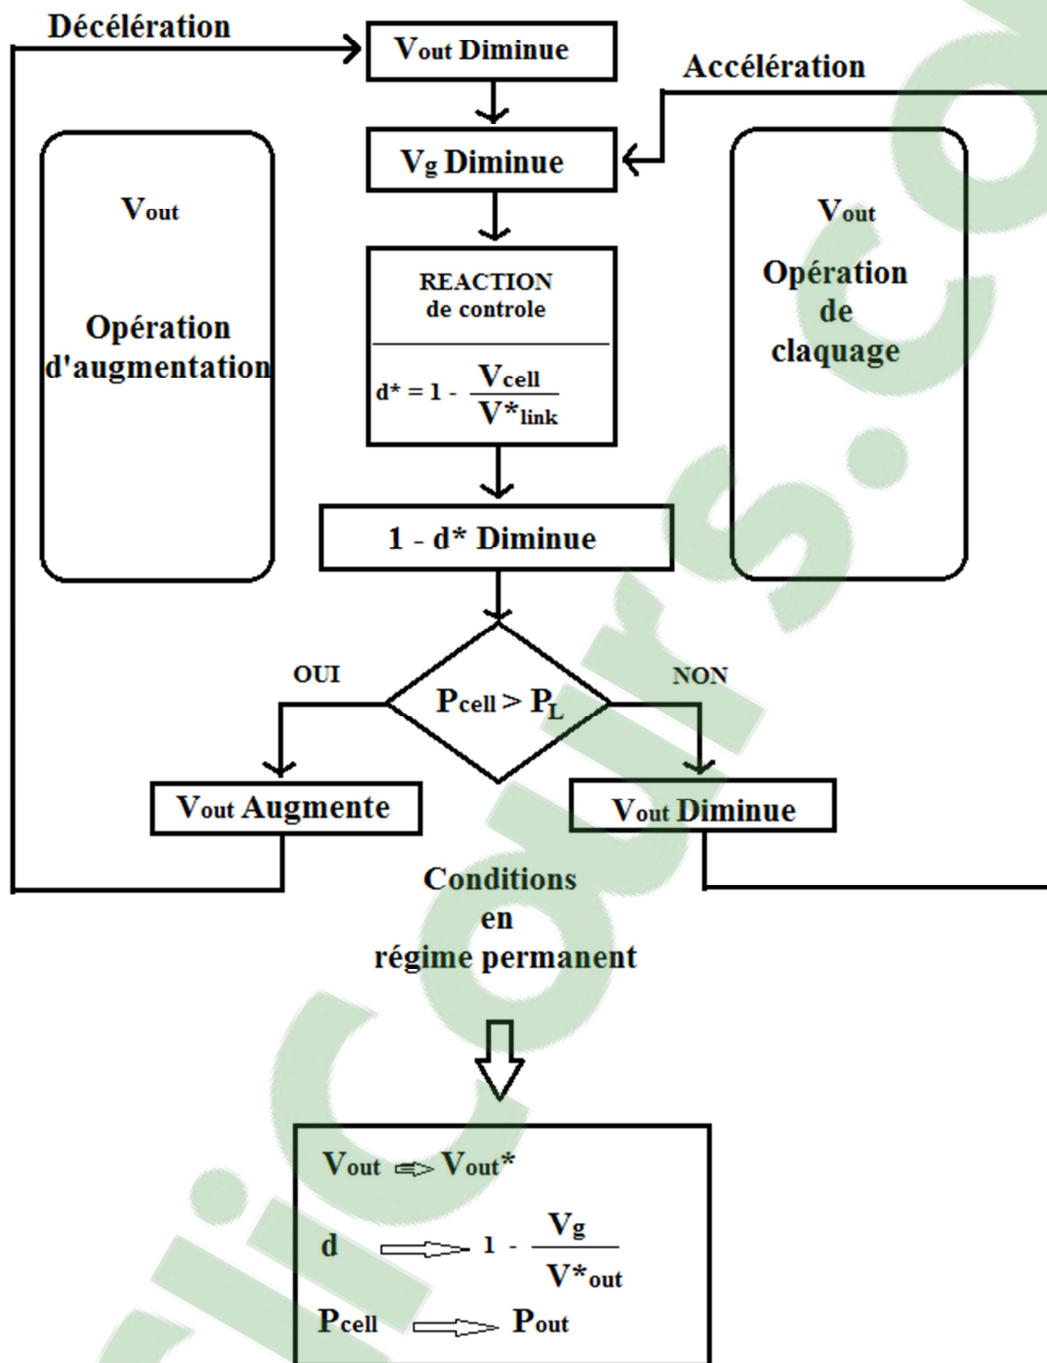 Décélération
Vout Diminue
Accélération
Vg Diminue
Vout
Opération
d'augmentation
REACTION
de controle
d* = 1 - Vcell
V*link
Vout
Opération
de
claquage
1 - d* Diminue
OUI
Pcell > PL
NON
Vout Augmente
Vout Diminue
Conditions
en
régime permanent
Vout ⇒ Vout*
d ⇒ 1 - Vg
V*out
Pcell ⇒ Pout